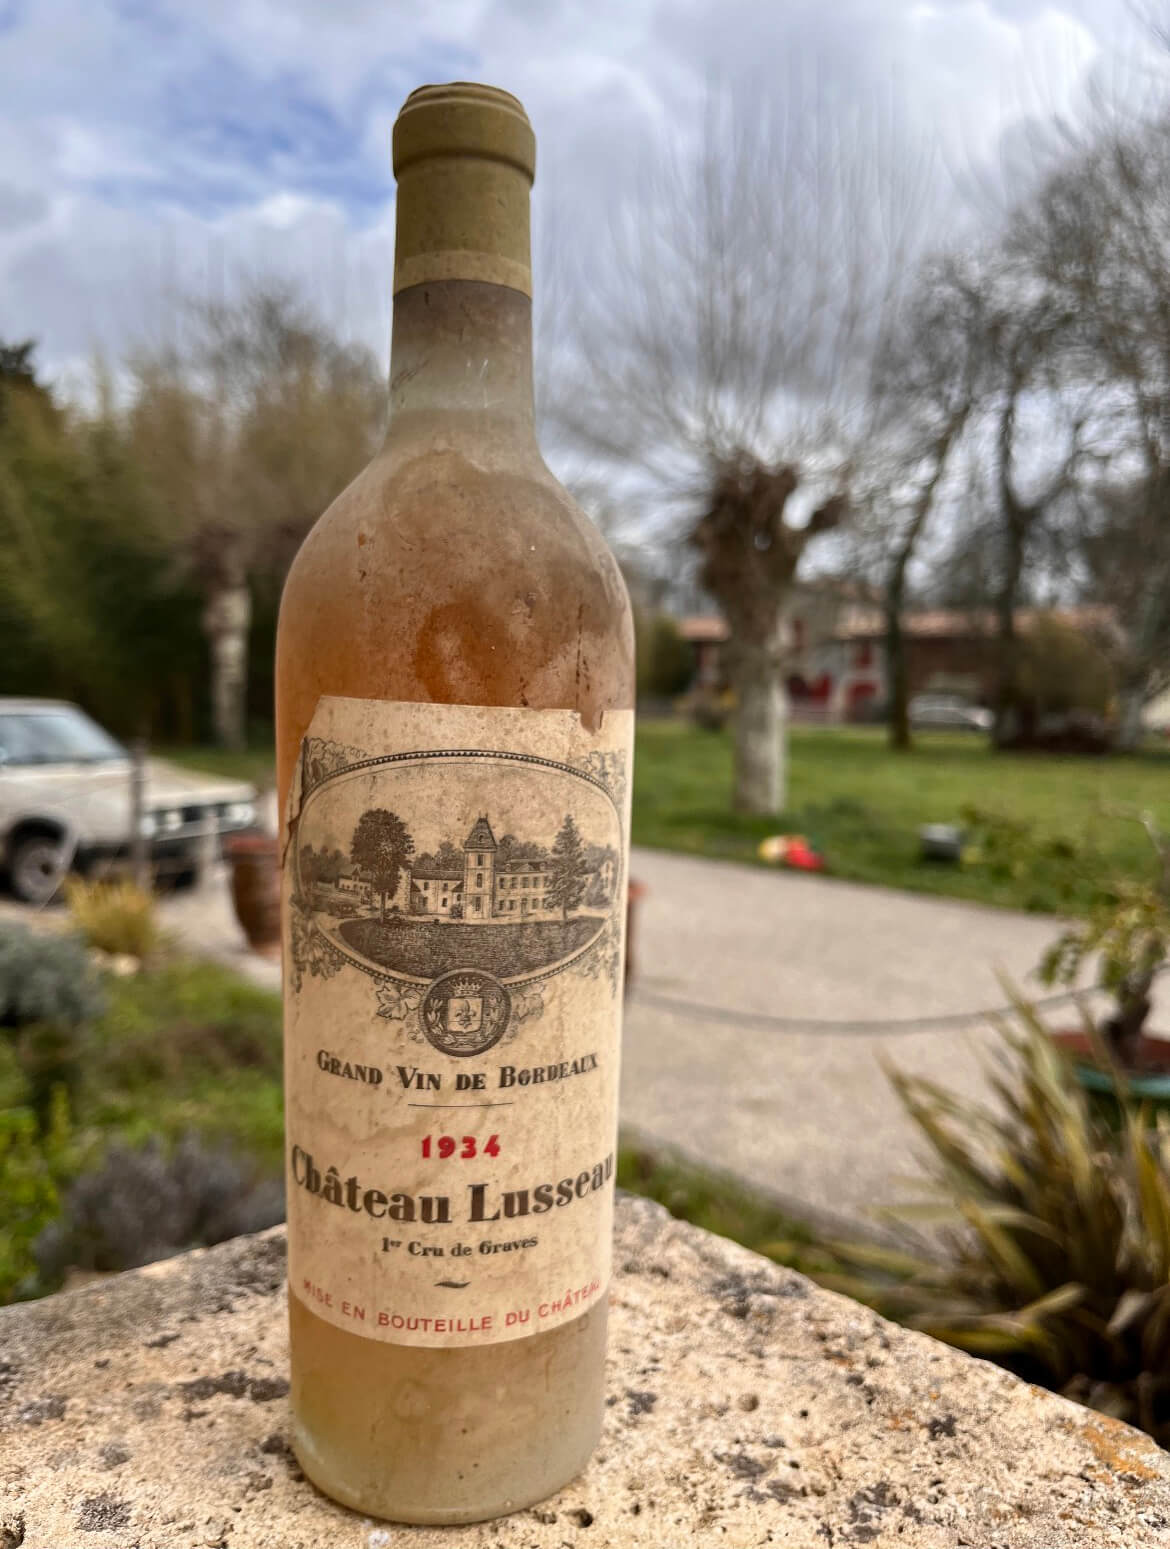 GRAND VIN DE BORDEAUX
1934
Château Lusseau
1er Cru de Graves
MISE EN BOUTEILLE DU CHÂTEAU